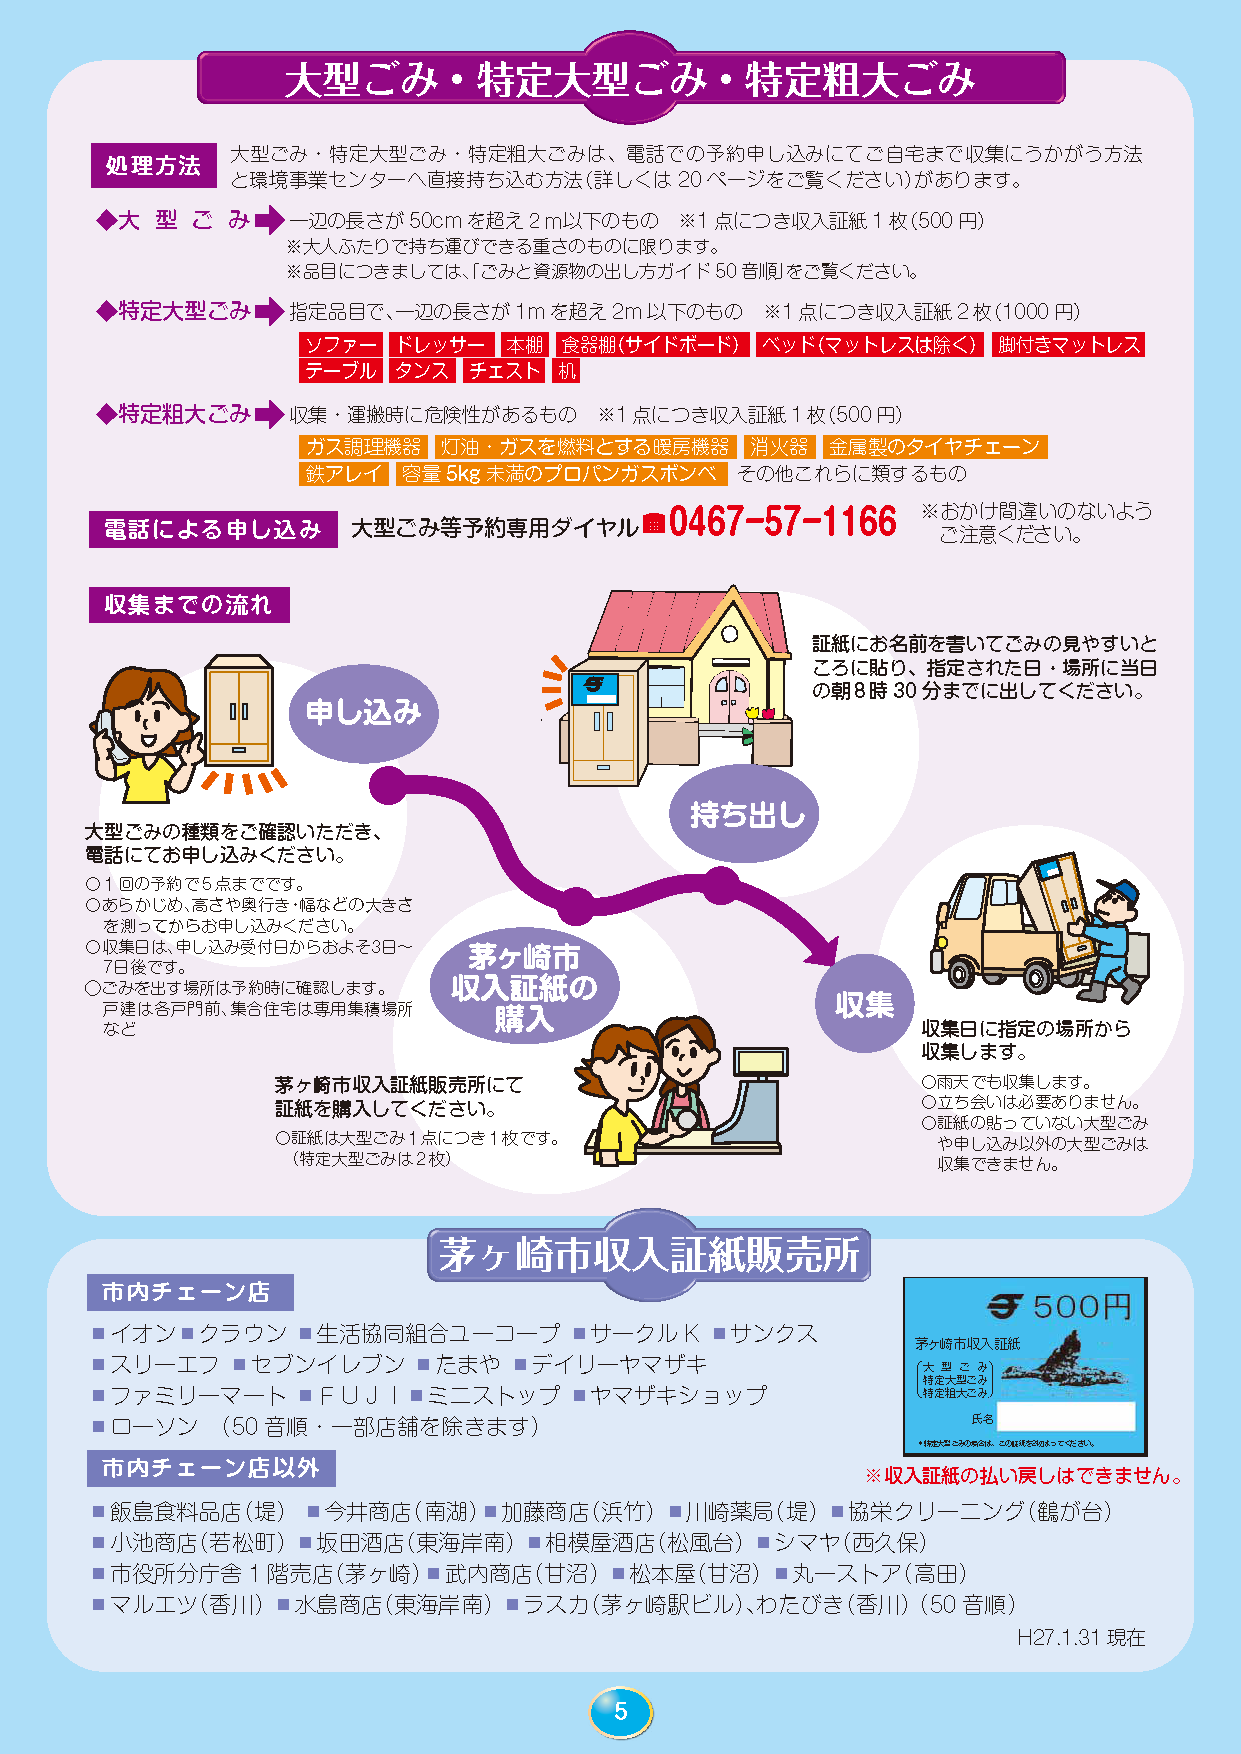 大型ごみ・特定大型ごみ・特定粗大ごみ
処理方法
大型ごみ・特定大型ごみ・特定粗大ごみは、電話での予約申し込みにてご自宅まで収集にうかがう方法
と環境事業センターへ直接持ち込む方法(詳しくは 20 ページをご覧ください)があります。
◆大 型 ご み 一辺の長さが 50cm を超え 2 m以下のもの ※1 点につき収入証紙 1 枚 (500 円)
※大人ふたりで持ち運びできる重さのものに限ります。
※品目につきましては、「ごみと資源物の出し方ガイド 50 音順」をご覧ください。
◆特定大型ごみ 指定品目で、一辺の長さが 1m を超え 2m 以下のもの ※1 点につき収入証紙 2 枚 (1000 円)
ソファー ドレッサー 本棚 食器棚(サイドボード) ベッド(マットレスは除く) 脚付きマットレス
テーブル タンス チェスト 机
◆特定粗大ごみ 収集・運搬時に危険性があるもの ※1 点につき収入証紙 1 枚 (500 円)
ガス調理機器 灯油・ガスを燃料とする暖房機器 消火器 金属製のタイヤチェーン
鉄アレイ 容量 5kg 未満のプロパンガスボンベ その他これらに類するもの
電話による申し込み 大型ごみ等予約専用ダイヤル☎0467-57-1166
※おかけ間違いのないよう
ご注意ください。
収集までの流れ
申し込み
大型ごみの種類をご確認いただき、
電話にてお申し込みください。
○1 回の予約で 5 点までです。
○あらかじめ、高さや奥行き・幅などの大きさ
を測ってからお申し込みください。
○収集日は、申し込み受付日からおよそ3日〜
7日後です。
○ごみを出す場所は予約時に確認します。
戸建は各戸門前、集合住宅は専用集積場所
など
茅ヶ崎市
収入証紙の
購入
茅ヶ崎市収入証紙販売所にて
証紙を購入してください。
○証紙は大型ごみ 1 点につき 1 枚です。
(特定大型ごみは 2 枚)
証紙にお名前を書いてごみの見やすいと
ころに貼り、指定された日・場所に当日
の朝 8 時 30 分までに出してください。
持ち出し
収集
収集日に指定の場所から
収集します。
○雨天でも収集します。
○立ち会いは必要ありません。
○証紙の貼っていない大型ごみ
や申し込み以外の大型ごみは
収集できません。
茅ヶ崎市収入証紙販売所
市内チェーン店
■イオン ■クラウン ■生活協同組合ユーコープ ■サークルＫ ■サンクス
■スリーエフ ■セブンイレブン ■たまや ■デイリーヤマザキ
■ファミリーマート ■ＦＵＪＩ ■ミニストップ ■ヤマザキショップ
■ローソン (50 音順・一部店舗を除きます)
500円
茅ヶ崎市収入証紙
大 型 ご み
特定大型ごみ
特定粗大ごみ
氏名
＊特定大型ごみの場合は、この証紙を2枚はってください。
※収入証紙の払い戻しはできません。
市内チェーン店以外
■飯島食料品店(堤) ■今井商店(南湖) ■加藤商店(浜竹) ■川崎薬局(堤) ■協栄クリーニング(鶴が台)
■小池商店(若松町) ■坂田酒店(東海岸南) ■相模屋酒店(松風台) ■シマヤ(西久保)
■市役所分庁舎 1 階売店(茅ヶ崎) ■武内商店(甘沼) ■松本屋(甘沼) ■丸一ストア(高田)
■マルエツ(香川) ■水島商店(東海岸南) ■ラスカ(茅ヶ崎駅ビル)、わたびき(香川) (50 音順)
H27.1.31 現在
5